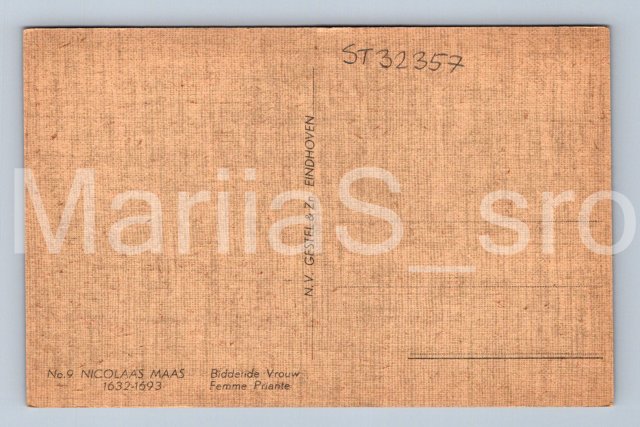 ST32357
N.V. GESTEL & Zn. EINDHOVEN
MariiaS_sro
No.9 NICOLAAS MAAS
1632-1693
Biddende Vrouw
Femme Priante